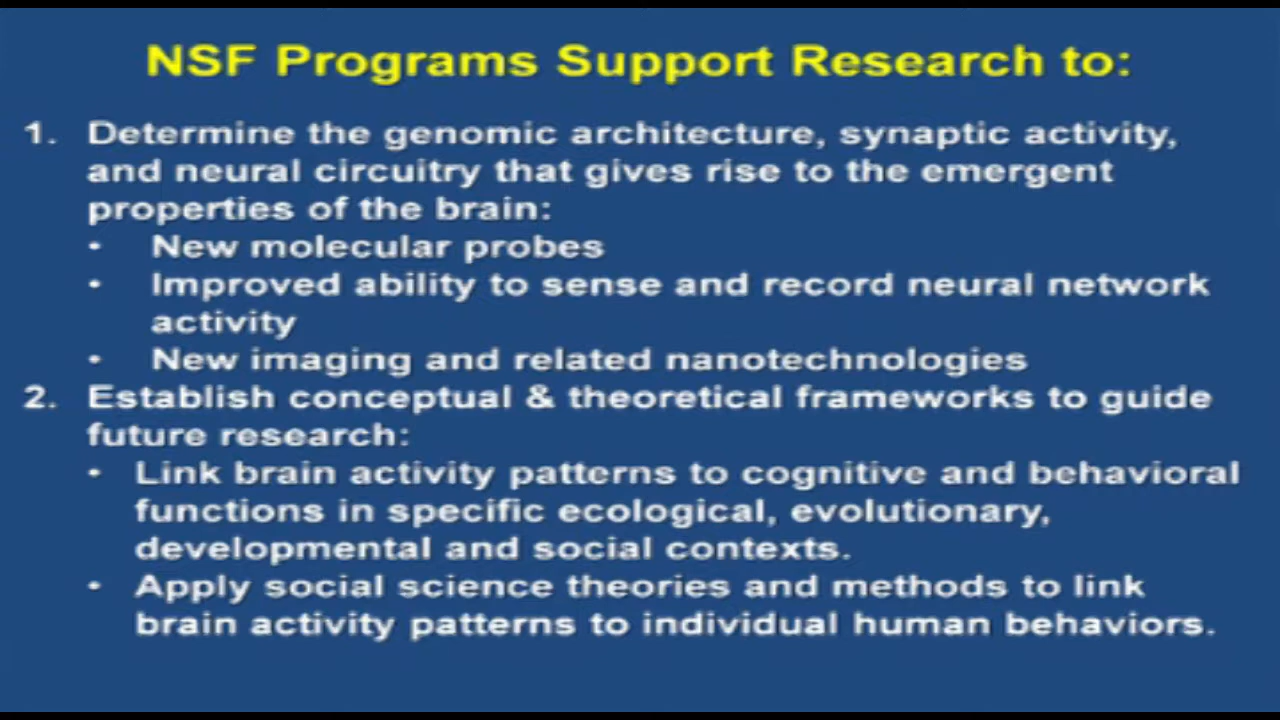 NSF Programs Support Research to:
1. Determine the genomic architecture, synaptic activity,
and neural circuitry that gives rise to the emergent
properties of the brain:
• New molecular probes
• Improved ability to sense and record neural network
activity
• New imaging and related nanotechnologies
2. Establish conceptual & theoretical frameworks to guide
future research:
• Link brain activity patterns to cognitive and behavioral
functions in specific ecological, evolutionary,
developmental and social contexts.
• Apply social science theories and methods to link
brain activity patterns to individual human behaviors.